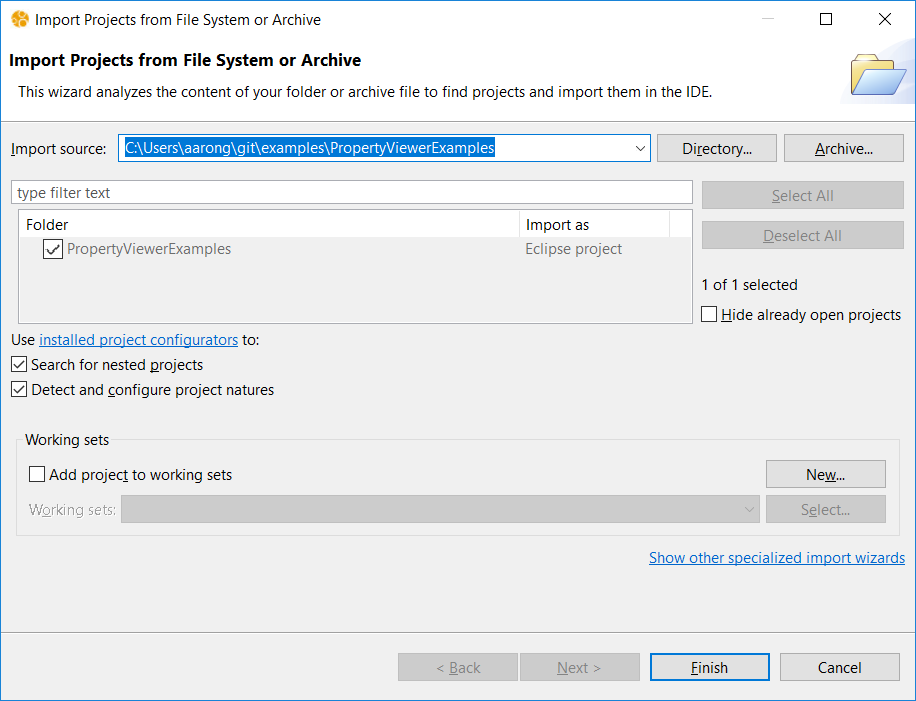 Import Projects from File System or Archive
Import Projects from File System or Archive
This wizard analyzes the content of your folder or archive file to find projects and import them in the IDE.
Import source: C:\Users\aarong\git\examples\PropertyViewerExamples Directory... Archive...
type filter text Select All
Folder Import as
PropertyViewerExamples Eclipse project
Deselect All
1 of 1 selected
Hide already open projects
Use installed project configurators to:
Search for nested projects
Detect and configure project natures
Working sets
Add project to working sets New...
Working sets: Select...
Show other specialized import wizards
< Back Next > Finish Cancel